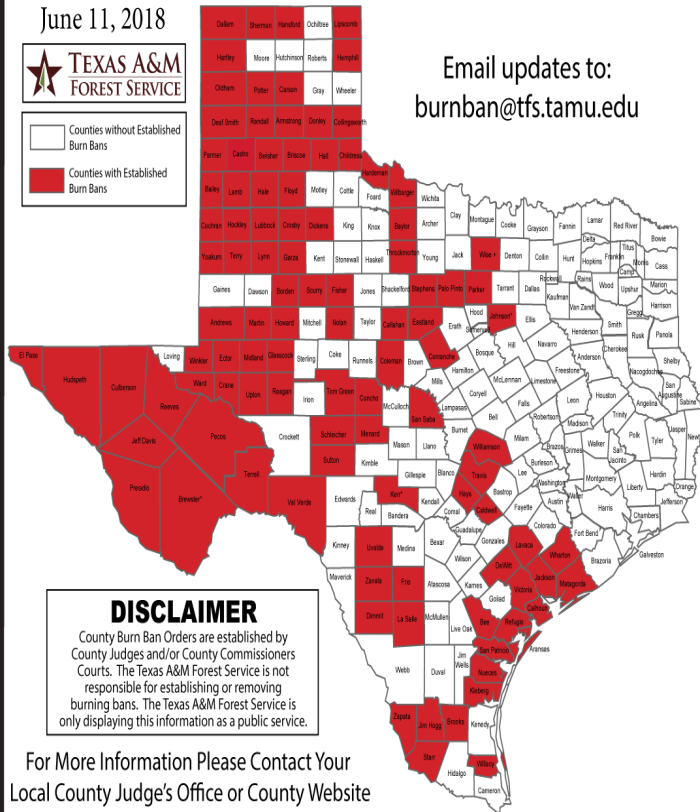 June 11, 2018
TEXAS A&M
FOREST SERVICE
Counties without Established
Burn Bans
Counties with Established
Burn Bans
Email updates to:
burnban@tfs.tamu.edu
Dallam Sherman Hansford Ochiltree Lipscomb
Hartley Moore Hutchinson Roberts Hemphill
Oldham Potter Carson Gray Wheeler
Deaf Smith Randall Armstrong Donley Collingsworth
Parmer Castro Swisher Briscoe Hall Childress
Hardeman
Bailey Lamb Hale Floyd Motley Cottle Foard Wilbarger Wichita
Clay Montague Cooke Grayson Fannin Lamar Red River Bowie
Cochran Hockley Lubbock Crosby Dickens King Knox Baylor Archer
Delta Titus Morris Cass
Yoakum Terry Lynn Garza Kent Stonewall Haskell Throckmorton Young Jack Wise * Denton Collin Hunt Hopkins Franklin Camp
Rockwall Rains Wood Upshur Marion
Gaines Dawson Borden Scurry Fisher Jones Shackelford Stephens Palo Pinto Parker Tarrant Dallas Kaufman Van Zandt Gregg Harrison
Andrews Martin Howard Mitchell Nolan Taylor Callahan Eastland Erath Hood Somervell Johnson* Ellis Henderson Smith Rusk Panola
El Paso Hudspeth Culberson Reeves Loving Winkler Ector Midland Glasscock Sterling Coke Runnels Coleman Brown Comanche Bosque Hill Navarro Anderson Cherokee Shelby
Hamilton Freestone Nacogdoches
Ward Crane Upton Reagan Irion Tom Green Concho McCulloch Mills Coryell McLennan Limestone Leon Houston Angelina San Augustine Sabine
San Saba Lampasas Falls Robertson Madison Trinity
Jeff Davis Pecos Crockett Schleicher Menard Mason Llano Burnet Bell Milam Brazos Grimes Walker San Jacinto Polk Tyler Jasper Newton
Presidio Brewster* Terrell Sutton Kimble Gillespie Blanco Williamson Travis Lee Burleson Washington Montgomery Liberty Hardin Orange
Val Verde Edwards Kerr* Kendall Hays Bastrop Fayette Austin Waller Harris Jefferson
Real Bandera Comal Caldwell Colorado Fort Bend Chambers
Kinney Uvalde Medina Bexar Guadalupe Gonzales Lavaca Wharton Brazoria Galveston
Maverick Zavala Frio Atascosa Wilson Karnes DeWitt Victoria Jackson Matagorda
Dimmit La Salle McMullen Live Oak Bee Goliad Refugio Calhoun
Webb Duval Jim Wells San Patricio Aransas
Nueces
Kleberg
Zapata Jim Hogg Brooks Kenedy
Starr Hidalgo Willacy
Cameron
DISCLAIMER
County Burn Ban Orders are established by
County Judges and/or County Commissioners
Courts. The Texas A&M Forest Service is not
responsible for establishing or removing
burning bans. The Texas A&M Forest Service is
only displaying this information as a public service.
For More Information Please Contact Your
Local County Judge's Office or County Website